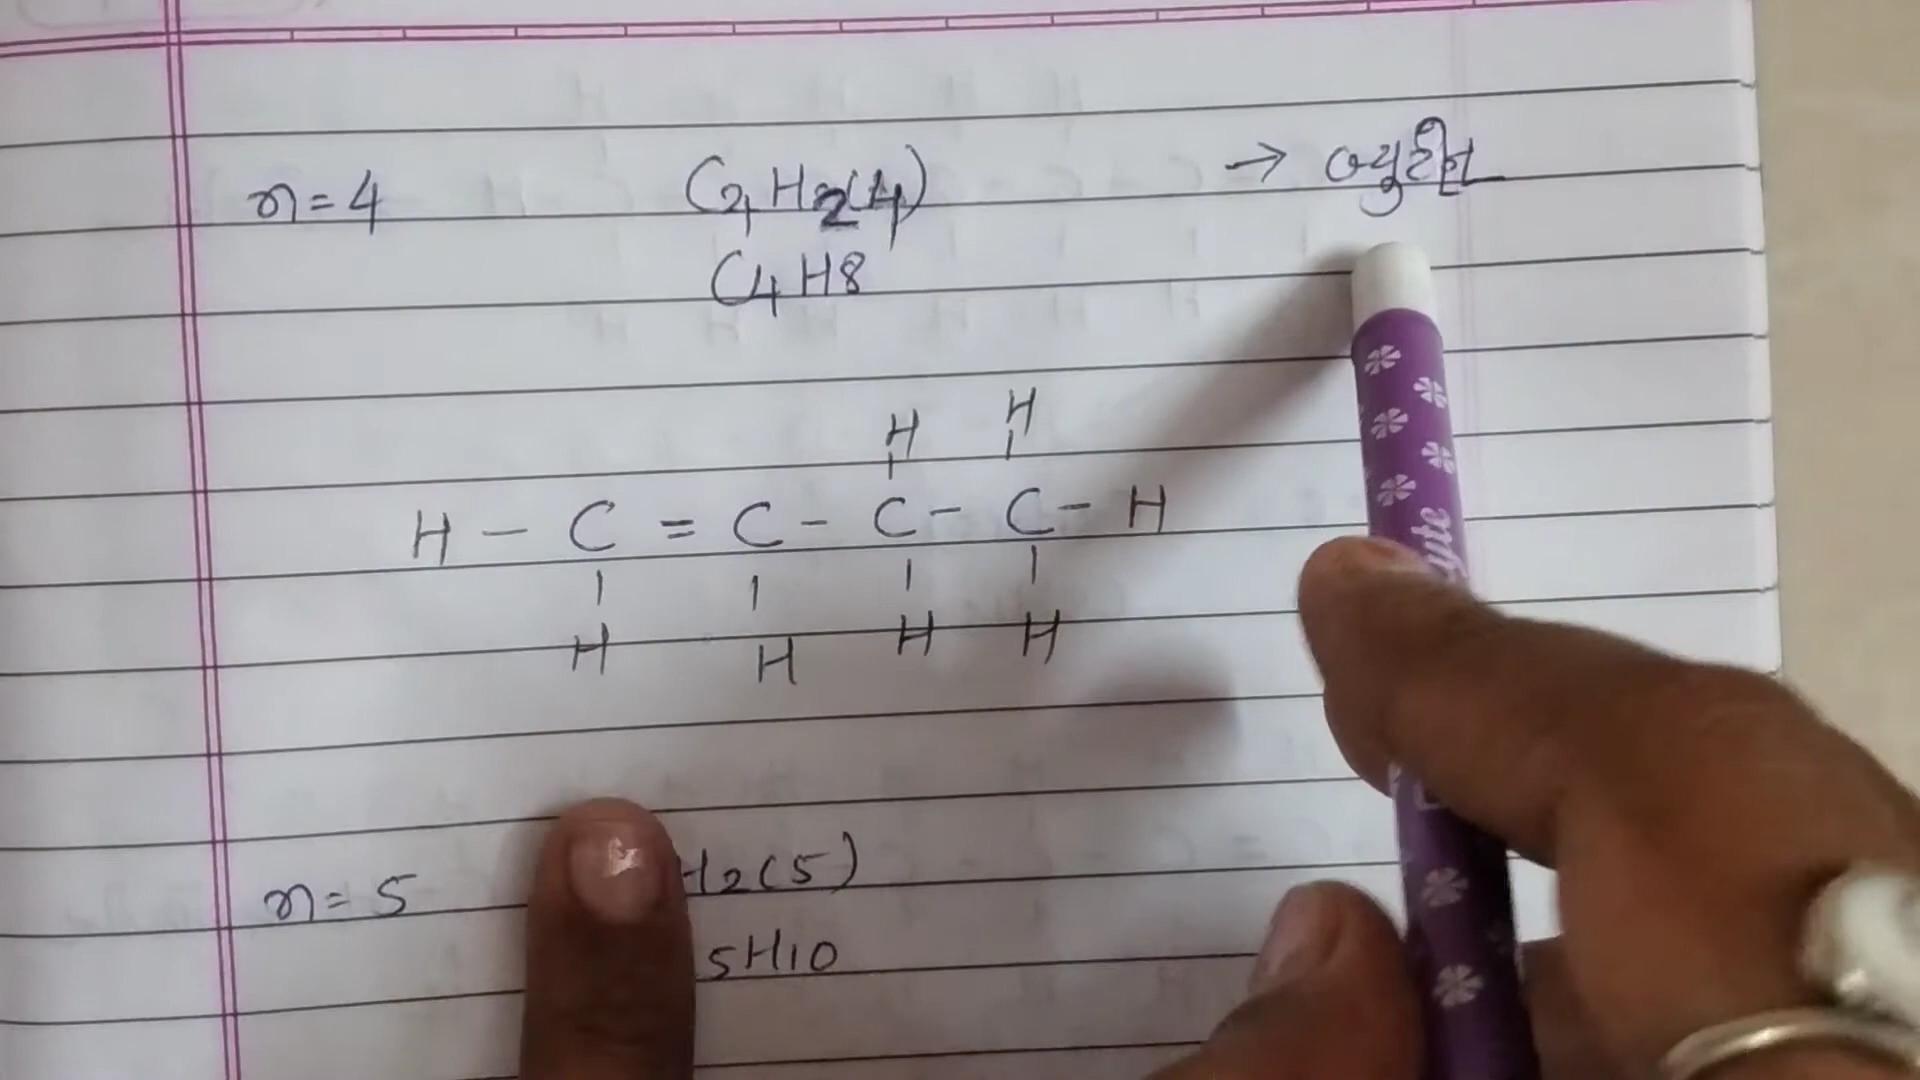 n=4 C4H2(4) → બ્યુટીન
C4H8
H H
H - C = C - C - C - H
H H H H
n=5 H2(5)
5H10